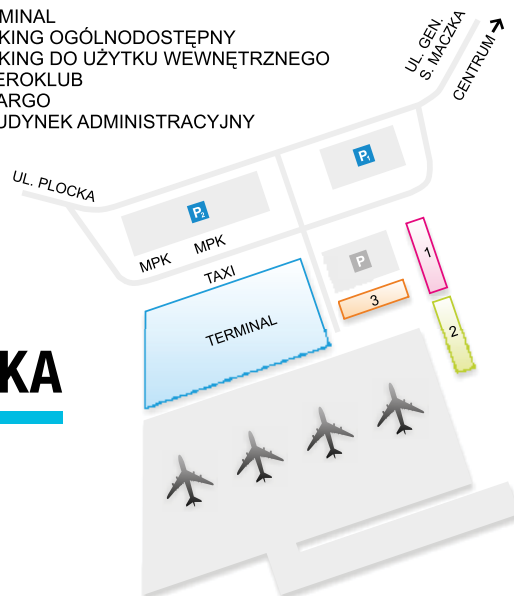 MINAL
KING OGÓLNODOSTĘPNY
KING DO UŻYTKU WEWNĘTRZNEGO
EROKLUB
ARGO
UDYNEK ADMINISTRACYJNY
UL. GEN.
S. MACZKA
CENTRUM
UL. PLOCKA
P1
P2
MPK
MPK
TAXI
P
1
3
2
TERMINAL
KA